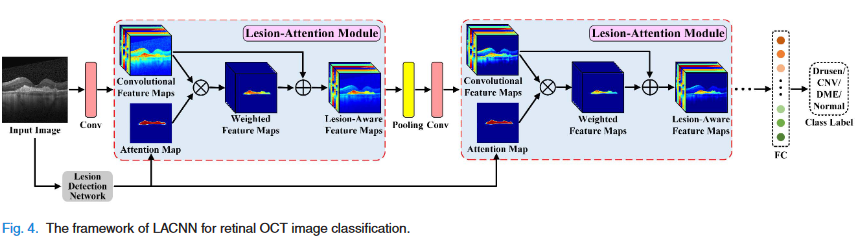 Input Image
Conv
Lesion
Detection
Network
Lesion-Attention Module
Convolutional
Feature Maps
Attention Map
Weighted
Feature Maps
Lesion-Aware
Feature Maps
Pooling
Conv
Lesion-Attention Module
Convolutional
Feature Maps
Attention Map
Weighted
Feature Maps
Lesion-Aware
Feature Maps
FC
Drusen/
CNV/
DME/
Normal
Class Label
Fig. 4. The framework of LACNN for retinal OCT image classification.